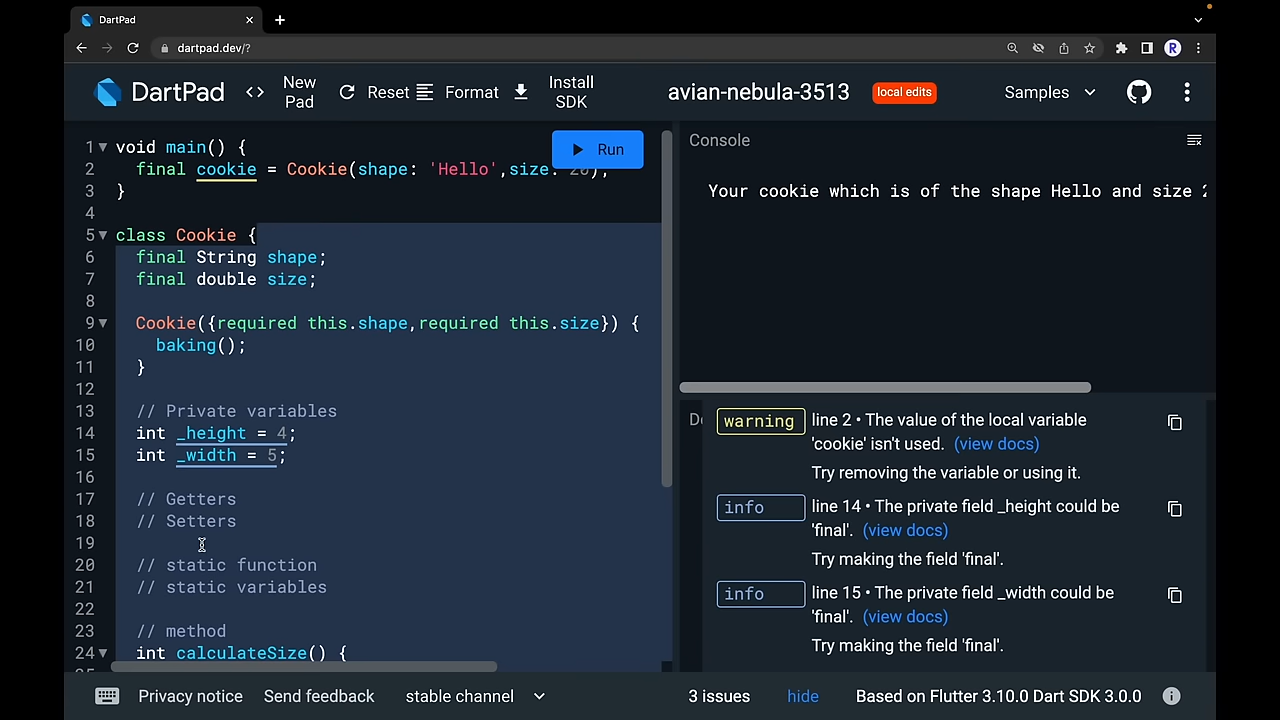 DartPad
dartpad.dev/?
R
DartPad
<> New Pad
Reset
Format
Install SDK
avian-nebula-3513
local edits
Samples
1 void main() {
2 final cookie = Cookie(shape: 'Hello',size: 20);
3 }
4
5 class Cookie {
6 final String shape;
7 final double size;
8
9 Cookie({required this.shape,required this.size}) {
10 baking();
11 }
12
13 // Private variables
14 int _height = 4;
15 int _width = 5;
16
17 // Getters
18 // Setters
19
20 // static function
21 // static variables
22
23 // method
24 int calculateSize() {
Run
Console
Your cookie which is of the shape Hello and size
warning line 2 • The value of the local variable
'cookie' isn't used. (view docs)
Try removing the variable or using it.
info line 14 • The private field _height could be
'final'. (view docs)
Try making the field 'final'.
info line 15 • The private field _width could be
'final'. (view docs)
Try making the field 'final'.
Privacy notice
Send feedback
stable channel
3 issues
hide
Based on Flutter 3.10.0 Dart SDK 3.0.0